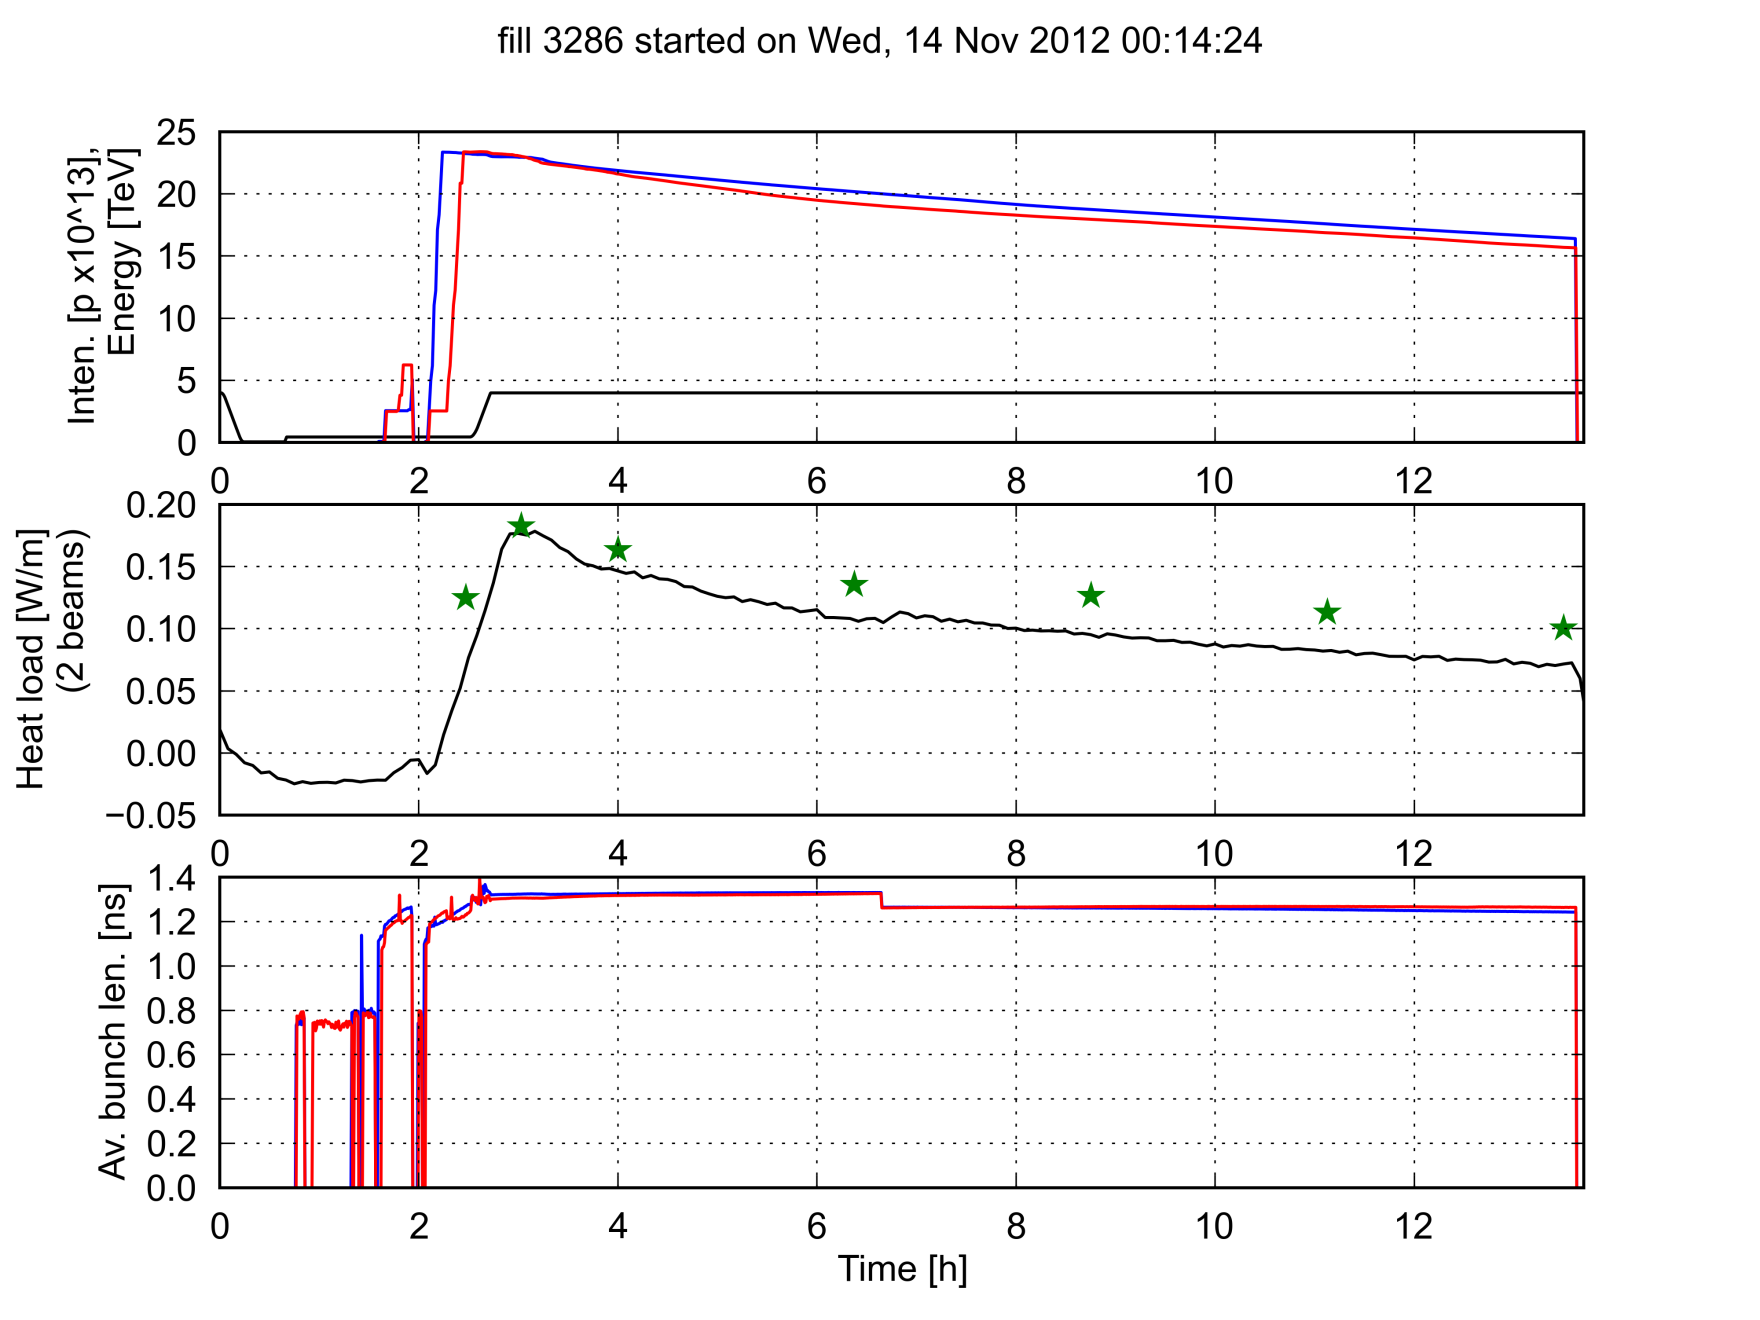 fill 3286 started on Wed, 14 Nov 2012 00:14:24
Inten. [p x10^13],
Energy [TeV]
25
20
15
10
5
0
0 2 4 6 8 10 12
Heat load [W/m]
(2 beams)
0.20
0.15
0.10
0.05
0.00
−0.05
0 2 4 6 8 10 12
Av. bunch len. [ns]
1.4
1.2
1.0
0.8
0.6
0.4
0.2
0.0
0 2 4 6 8 10 12
Time [h]